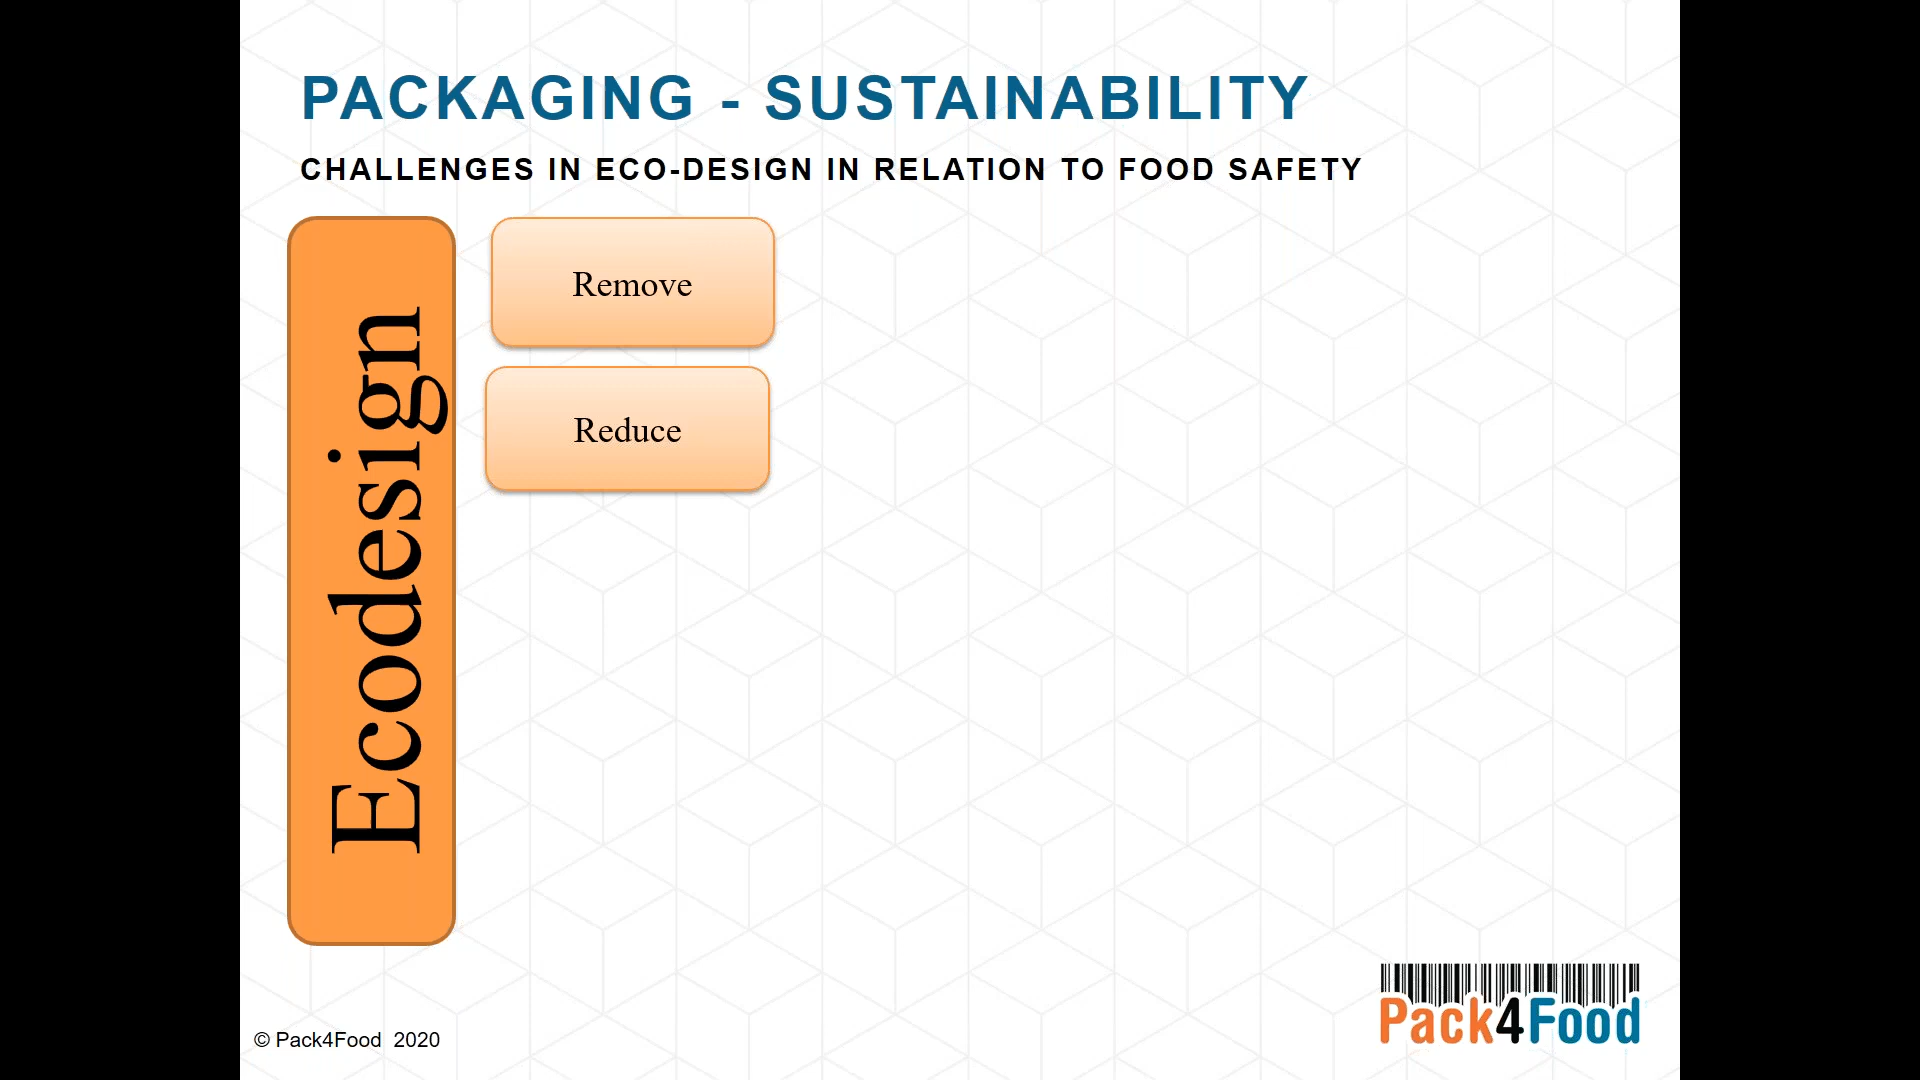 PACKAGING - SUSTAINABILITY
CHALLENGES IN ECO-DESIGN IN RELATION TO FOOD SAFETY
Ecodesign
Remove
Reduce
© Pack4Food 2020
Pack4Food